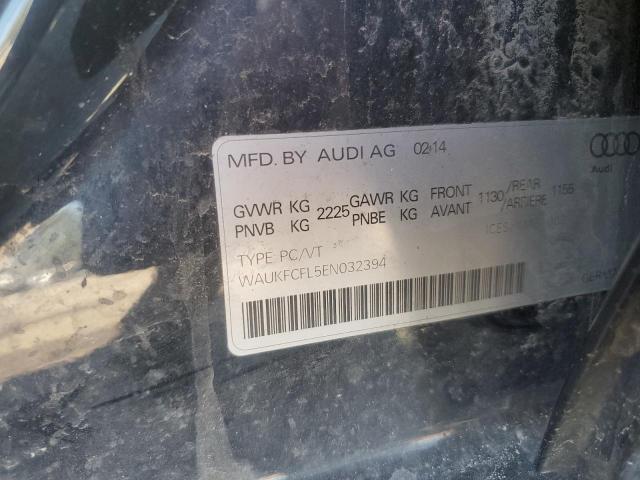 MFD. BY AUDI AG 02 14
Audi
GVWR KG 2225 GAWR KG FRONT 1130 /REAR 1155
PNVB KG PNBE KG AVANT /ARRIERE
ICES
TYPE PC/VT
WAUKFCFL5EN032394